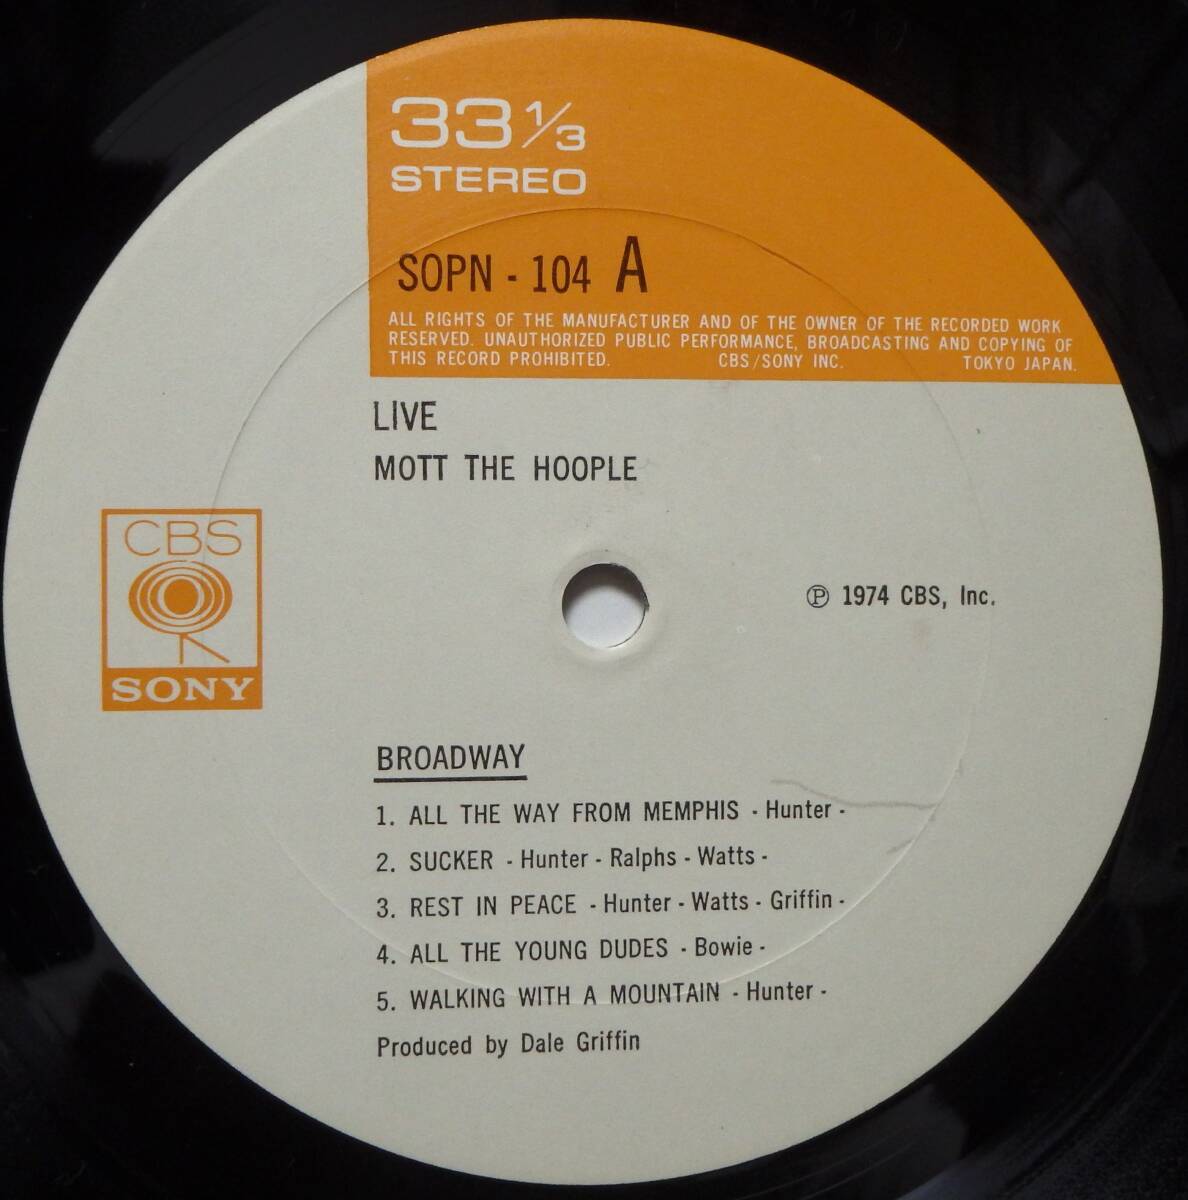 33 1/3
STEREO
SOPN - 104 A
ALL RIGHTS OF THE MANUFACTURER AND OF THE OWNER OF THE RECORDED WORK
RESERVED. UNAUTHORIZED PUBLIC PERFORMANCE, BROADCASTING AND COPYING OF
THIS RECORD PROHIBITED. CBS/SONY INC. TOKYO JAPAN.
LIVE
MOTT THE HOOPLE
CBS
SONY
℗ 1974 CBS, Inc.
BROADWAY
1. ALL THE WAY FROM MEMPHIS - Hunter -
2. SUCKER - Hunter - Ralphs - Watts -
3. REST IN PEACE - Hunter - Watts - Griffin -
4. ALL THE YOUNG DUDES - Bowie -
5. WALKING WITH A MOUNTAIN - Hunter -
Produced by Dale Griffin